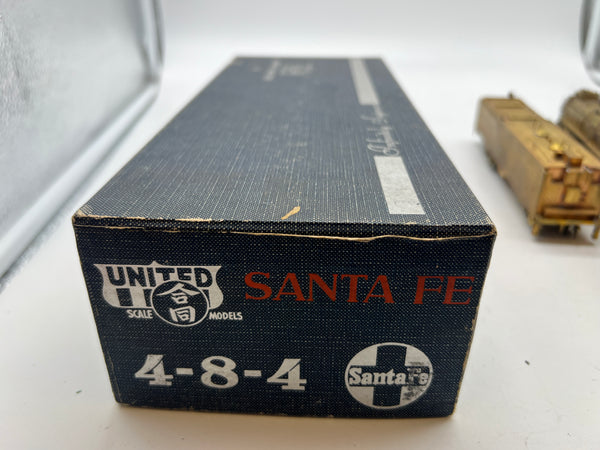 UNITED
合同
SCALE MODELS
SANTA FE
4-8-4
Santa Fe